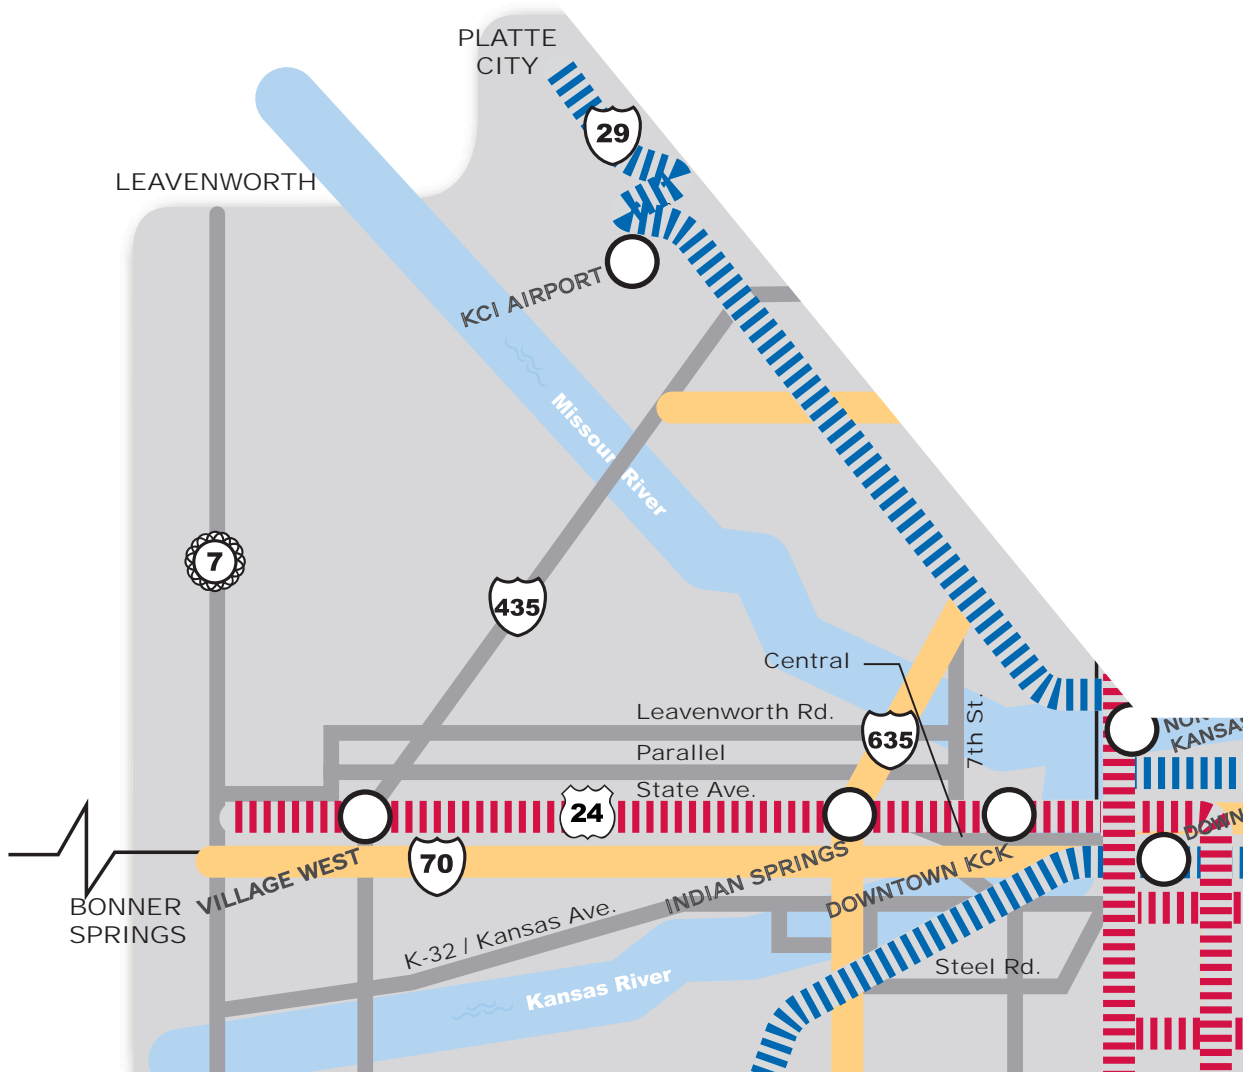 PLATTE
CITY
29
LEAVENWORTH
KCI AIRPORT
Missouri River
7
435
Central
Leavenworth Rd.
7th St.
635
Parallel
State Ave.
24
70
VILLAGE WEST
INDIAN SPRINGS
DOWNTOWN KCK
BONNER
SPRINGS
K-32 / Kansas Ave.
Steel Rd.
Kansas River